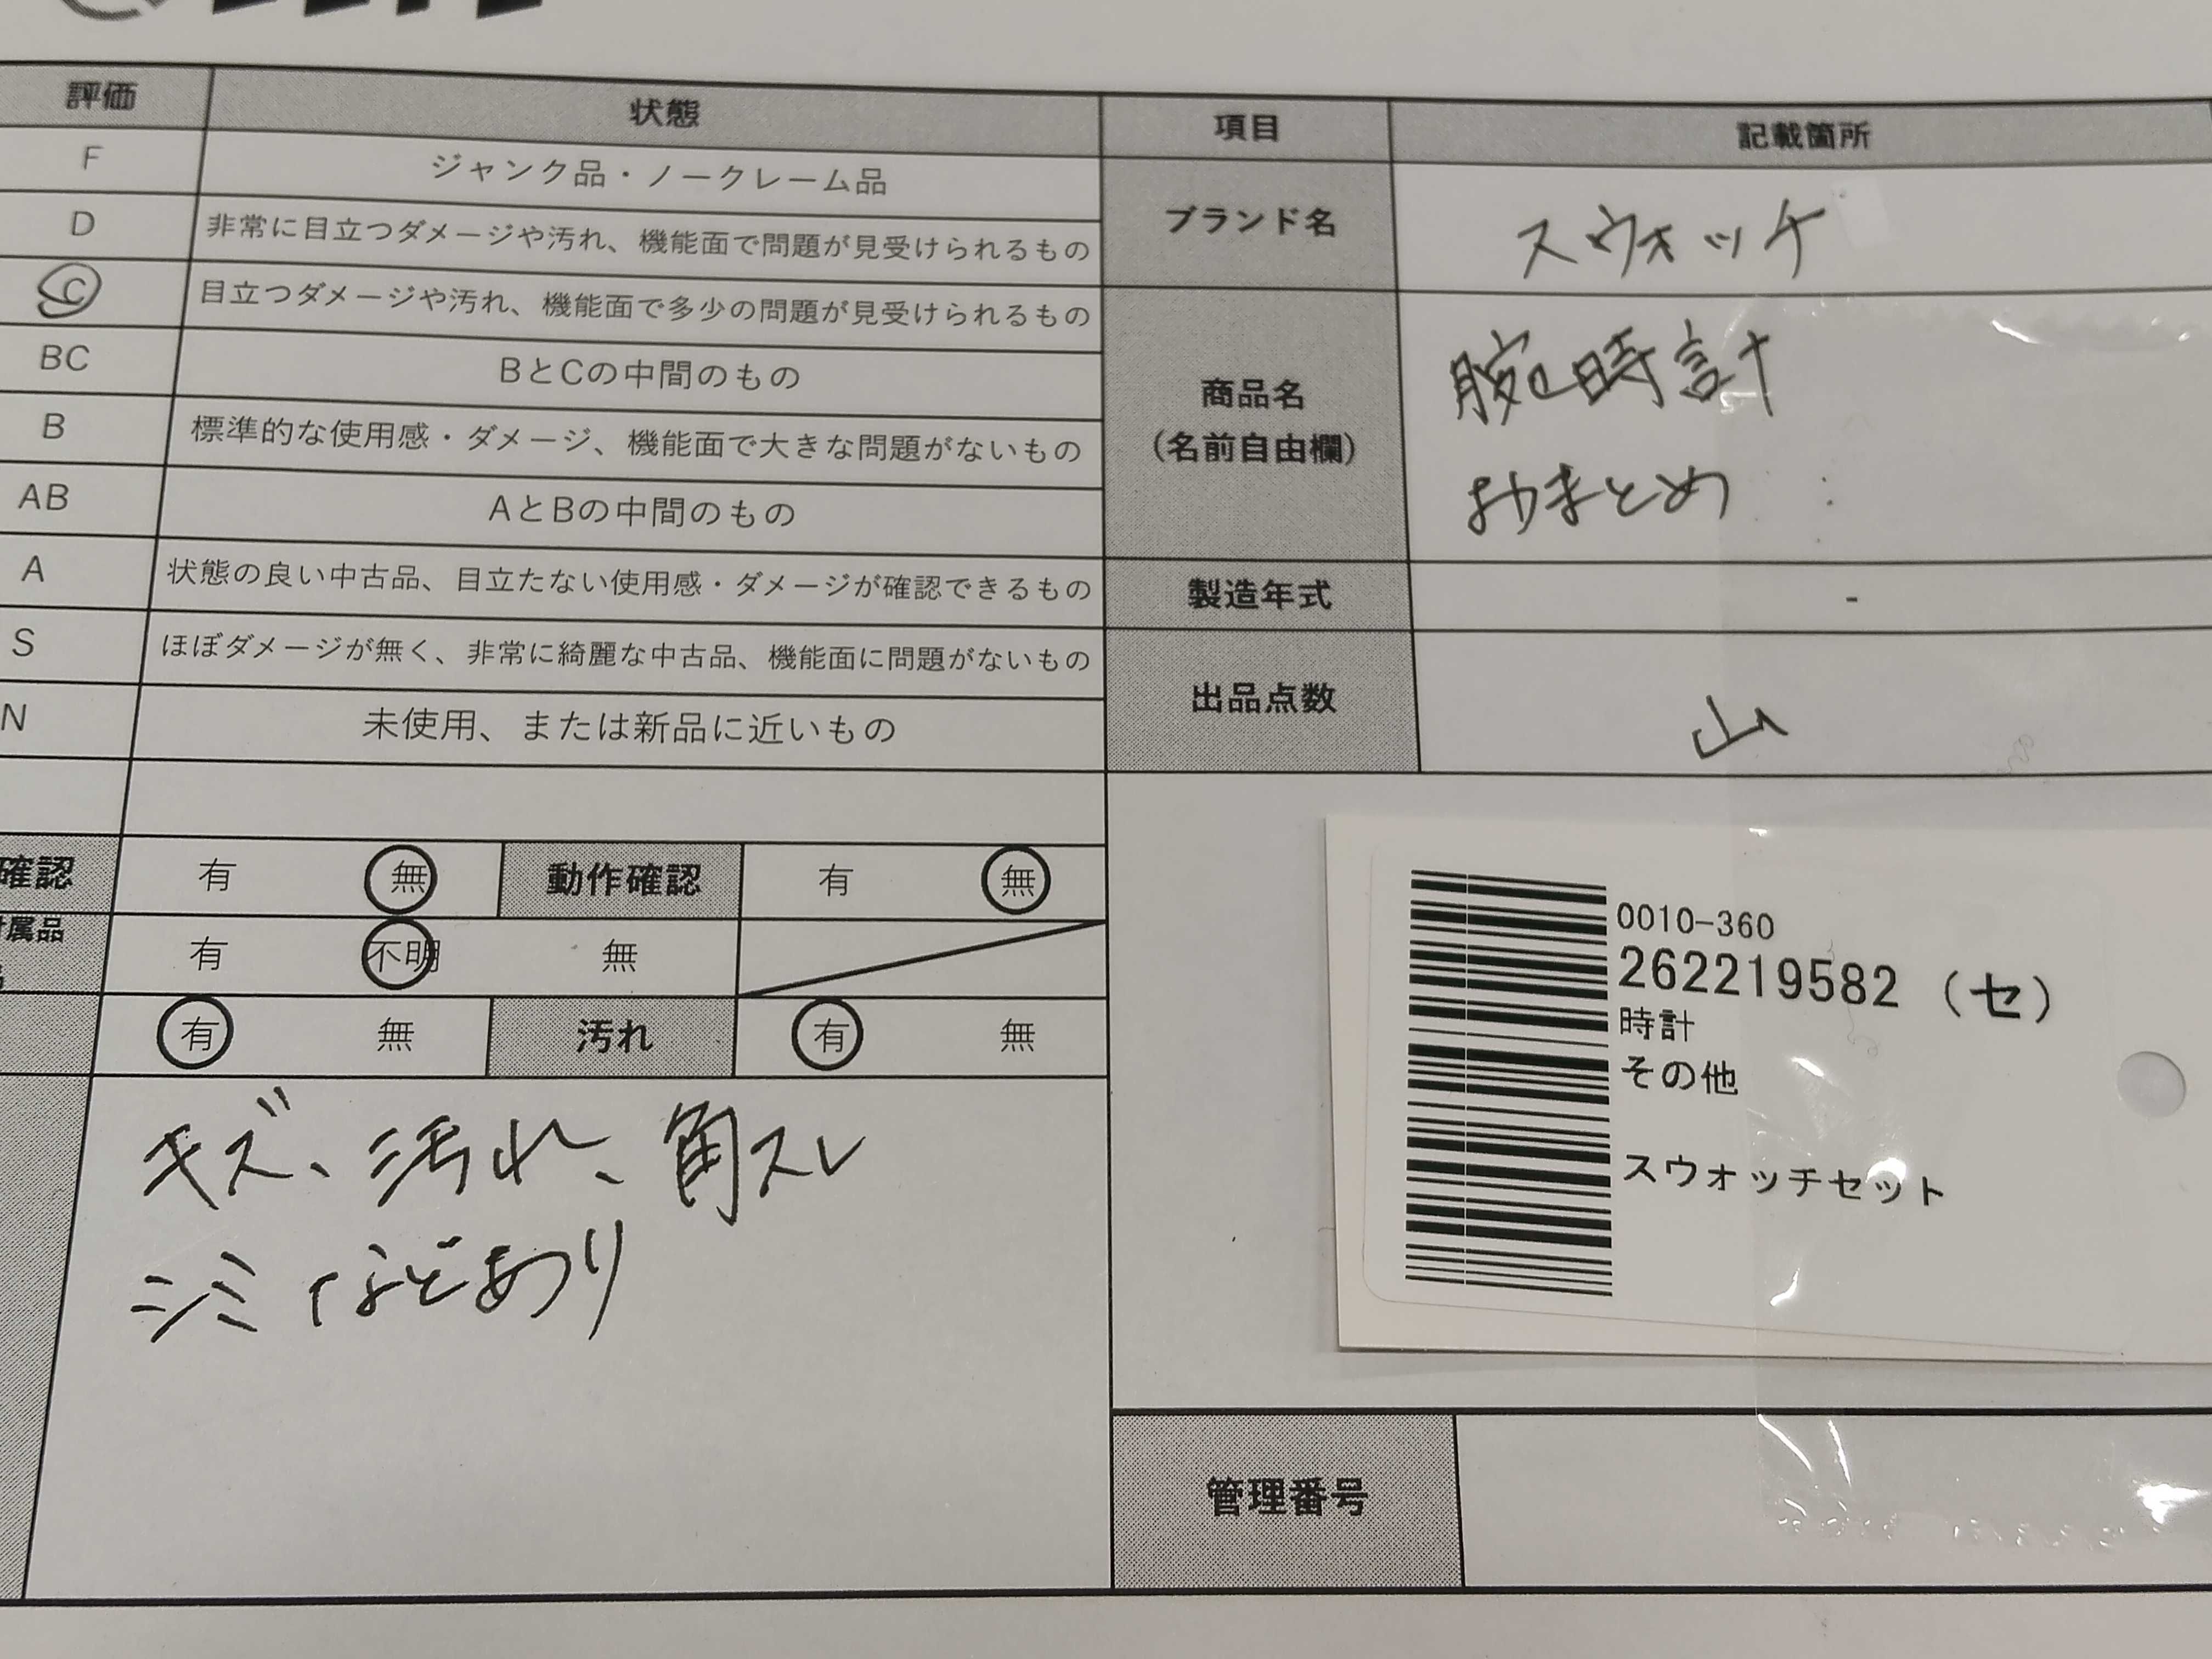 評価 状態
F ジャンク品・ノークレーム品
D 非常に目立つダメージや汚れ、機能面で問題が見受けられるもの
C 目立つダメージや汚れ、機能面で多少の問題が見受けられるもの
BC BとCの中間のもの
B 標準的な使用感・ダメージ、機能面で大きな問題がないもの
AB AとBの中間のもの
A 状態の良い中古品、目立たない使用感・ダメージが確認できるもの
S ほぼダメージが無く、非常に綺麗な中古品、機能面に問題がないもの
N 未使用、または新品に近いもの
確認 有 無 動作確認 有 無
属品 有 不明 無
有 無 汚れ 有 無
キズ、汚れ、角スレ
シミなどあり
項目 記載箇所
ブランド名 スウォッチ
商品名
(名前自由欄)
腕時計
おまとめ
製造年式 -
出品点数 山
0010-360
262219582 (セ)
時計
その他
スウォッチセット
管理番号